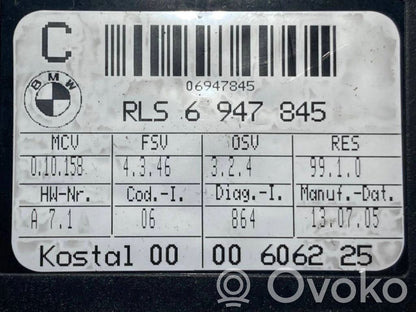 C
BMW
06947845
RLS 6 947 845
MCV FSV OSV RES
0.10.158 4.3.46 3.2.4 99.1.0
HW-Nr. Cod.-I. Diag.-I. Manuf.-Dat.
A 7.1 06 864 13.07.05
Kostal 00 00 6062 25
Ovoko